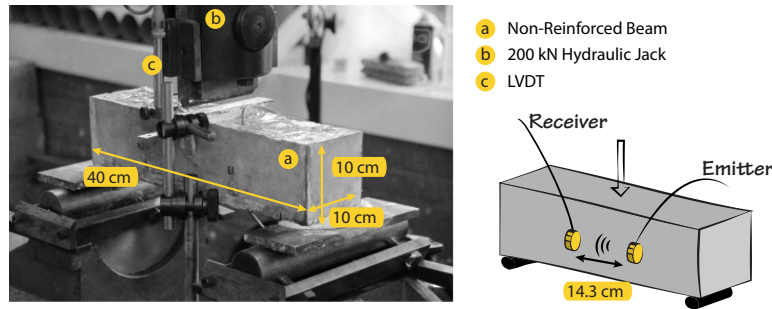 b
c
a
40 cm
10 cm
10 cm
a Non-Reinforced Beam
b 200 kN Hydraulic Jack
c LVDT
Receiver
Emitter
14.3 cm